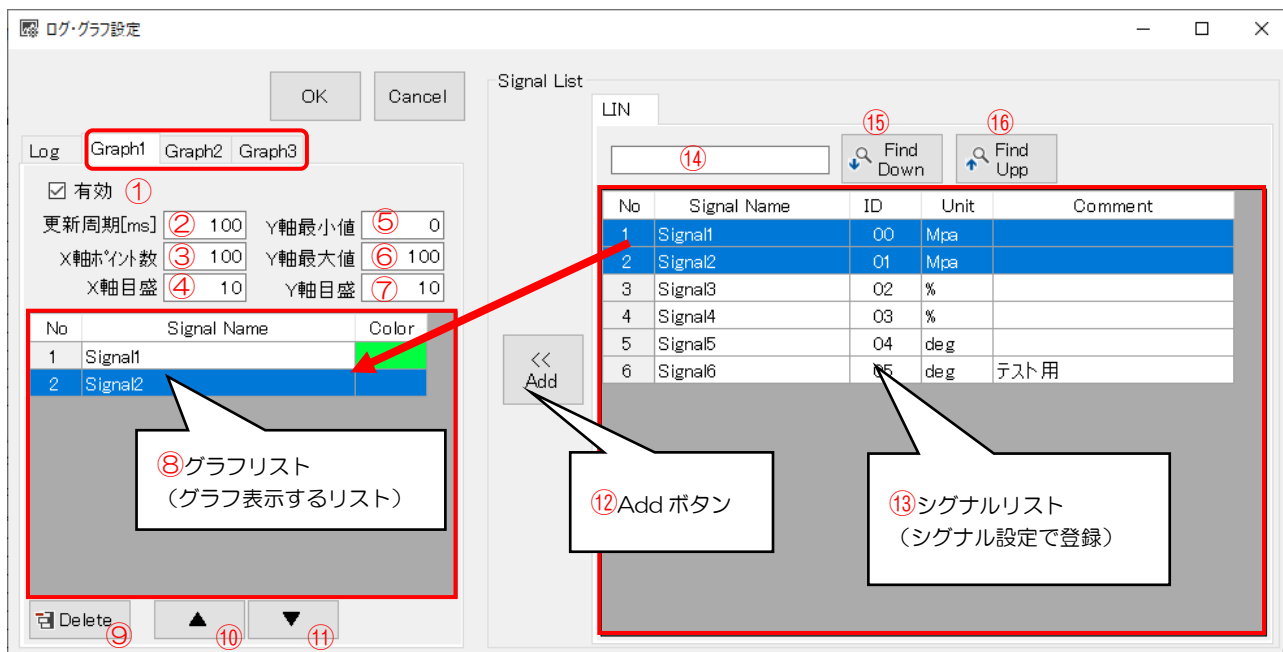 ログ・グラフ設定
OK Cancel
Log Graph1 Graph2 Graph3
有効 ①
更新周期[ms] ② 100 Y軸最小値 ⑤ 0
X軸ポイント数 ③ 100 Y軸最大値 ⑥ 100
X軸目盛 ④ 10 Y軸目盛 ⑦ 10
No Signal Name Color
1 Signal1
2 Signal2
⑧グラフリスト
(グラフ表示するリスト)
Delete ⑨ ▲ ⑩ ▼ ⑪
<<
Add
⑫Add ボタン
Signal List
LIN
⑭
⑮
Find
Down
⑯
Find
Upp
No Signal Name ID Unit Comment
1 Signal1 00 Mpa
2 Signal2 01 Mpa
3 Signal3 02 %
4 Signal4 03 %
5 Signal5 04 deg
6 Signal6 05 deg テスト用
⑬シグナルリスト
(シグナル設定で登録)